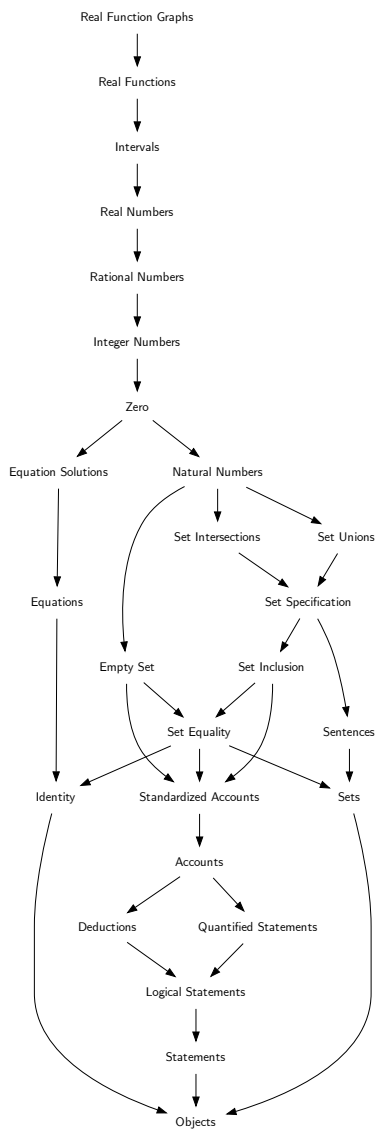 Real Function Graphs
Real Functions
Intervals
Real Numbers
Rational Numbers
Integer Numbers
Zero
Equation Solutions
Natural Numbers
Set Intersections
Set Unions
Equations
Set Specification
Empty Set
Set Inclusion
Set Equality
Sentences
Identity
Standardized Accounts
Sets
Accounts
Deductions
Quantified Statements
Logical Statements
Statements
Objects